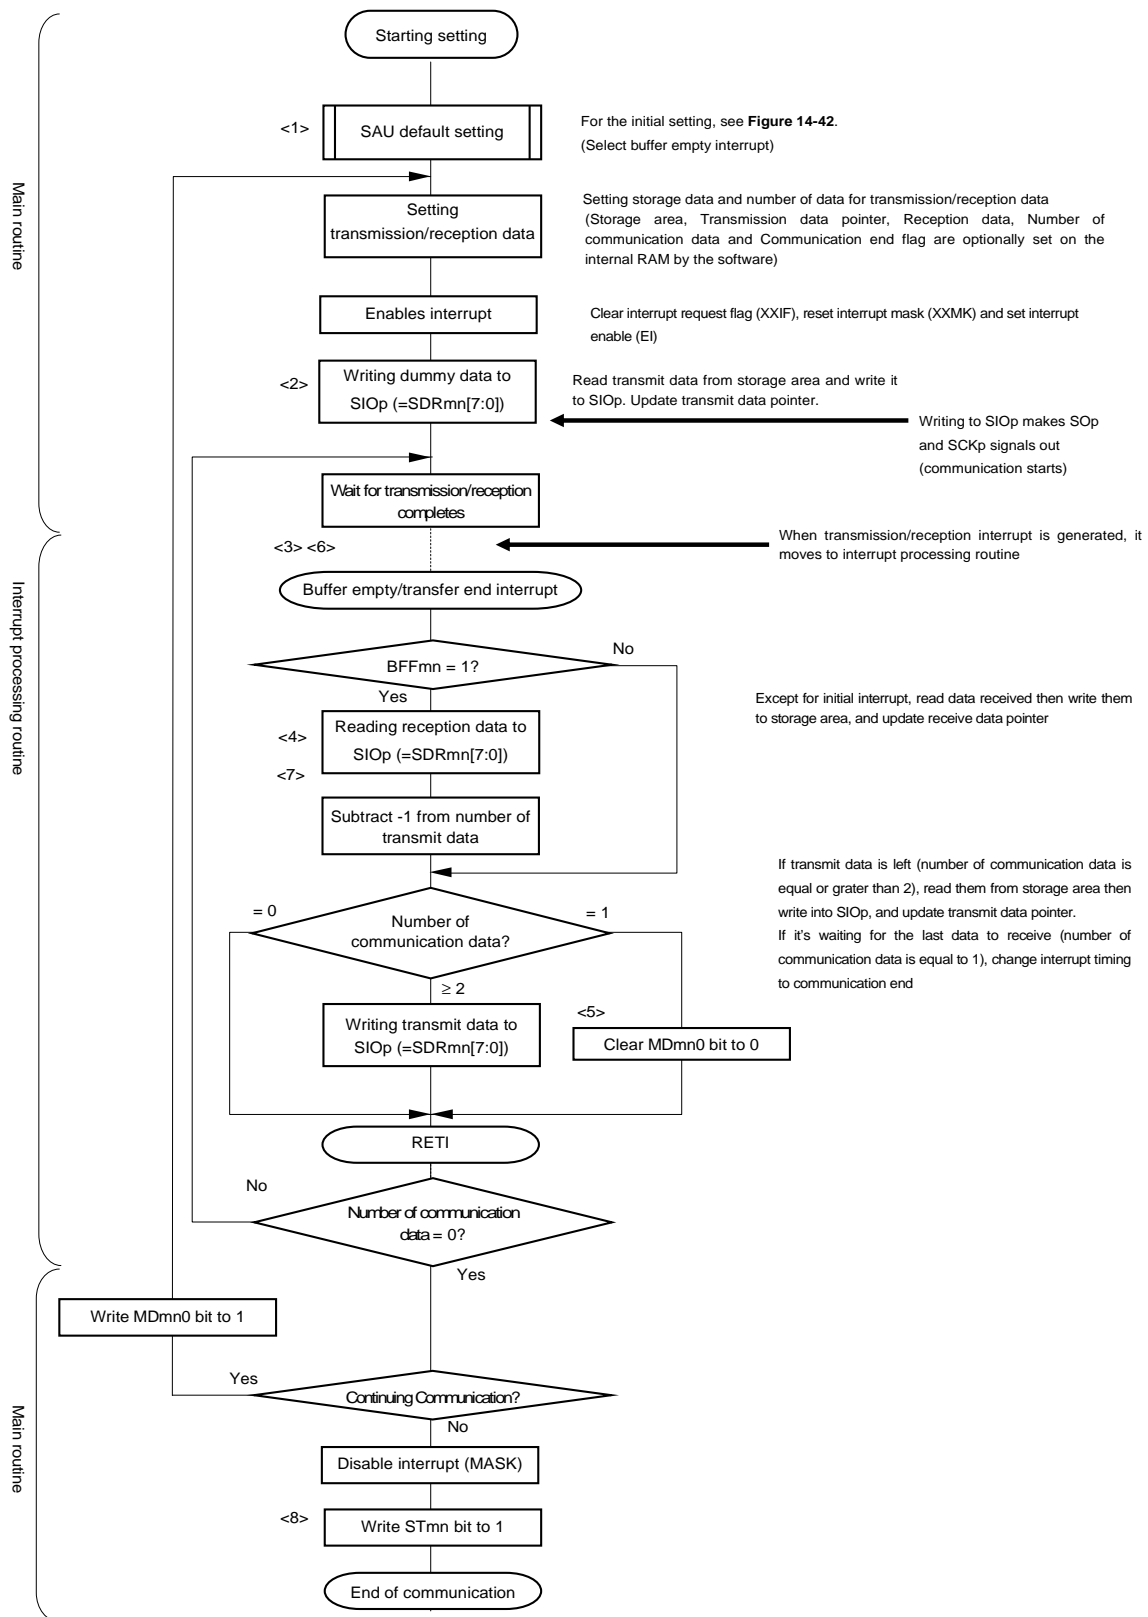 Starting setting
<1>
SAU default setting
For the initial setting, see Figure 14-42.
(Select buffer empty interrupt)
Main routine
Setting
transmission/reception data
Setting storage data and number of data for transmission/reception data
(Storage area, Transmission data pointer, Reception data, Number of
communication data and Communication end flag are optionally set on the
internal RAM by the software)
Enables interrupt
Clear interrupt request flag (XXIF), reset interrupt mask (XXMK) and set interrupt
enable (EI)
<2>
Writing dummy data to
SIOp (=SDRmn[7:0])
Read transmit data from storage area and write it
to SIOp. Update transmit data pointer.
Writing to SIOp makes SOp
and SCKp signals out
(communication starts)
Wait for transmission/reception
completes
<3> <6>
When transmission/reception interrupt is generated, it
moves to interrupt processing routine
Interrupt processing routine
Buffer empty/transfer end interrupt
BFFmn = 1?
No
Yes
Except for initial interrupt, read data received then write them
to storage area, and update receive data pointer
<4>
Reading reception data to
SIOp (=SDRmn[7:0])
<7>
Subtract -1 from number of
transmit data
If transmit data is left (number of communication data is
equal or grater than 2), read them from storage area then
write into SIOp, and update transmit data pointer.
If it's waiting for the last data to receive (number of
communication data is equal to 1), change interrupt timing
to communication end
= 0
Number of
communication data?
= 1
≥ 2
Writing transmit data to
SIOp (=SDRmn[7:0])
<5>
Clear MDmn0 bit to 0
RETI
No
Number of communication
data = 0?
Yes
Write MDmn0 bit to 1
Main routine
Yes
Continuing Communication?
No
Disable interrupt (MASK)
<8>
Write STmn bit to 1
End of communication